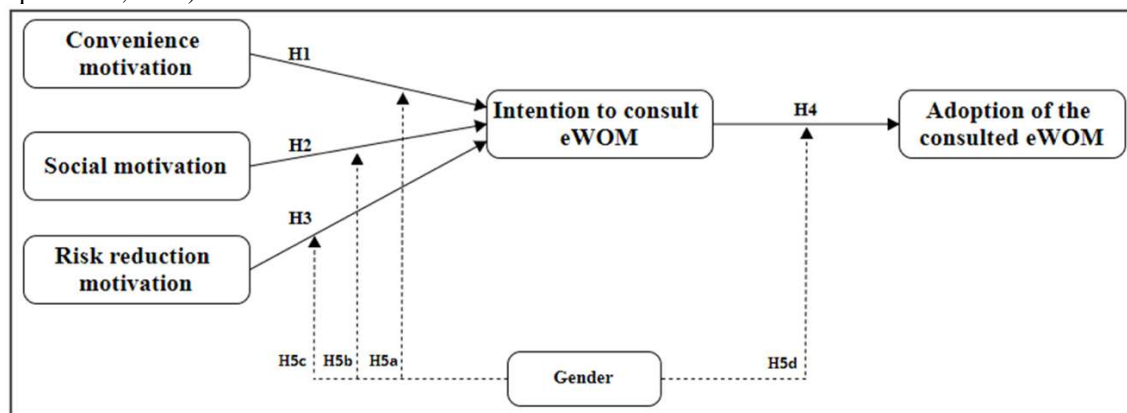 Convenience
motivation
H1
Social motivation
H2
Risk reduction
motivation
H3
Intention to consult
eWOM
H4
Adoption of the
consulted eWOM
H5c
H5b
H5a
Gender
H5d